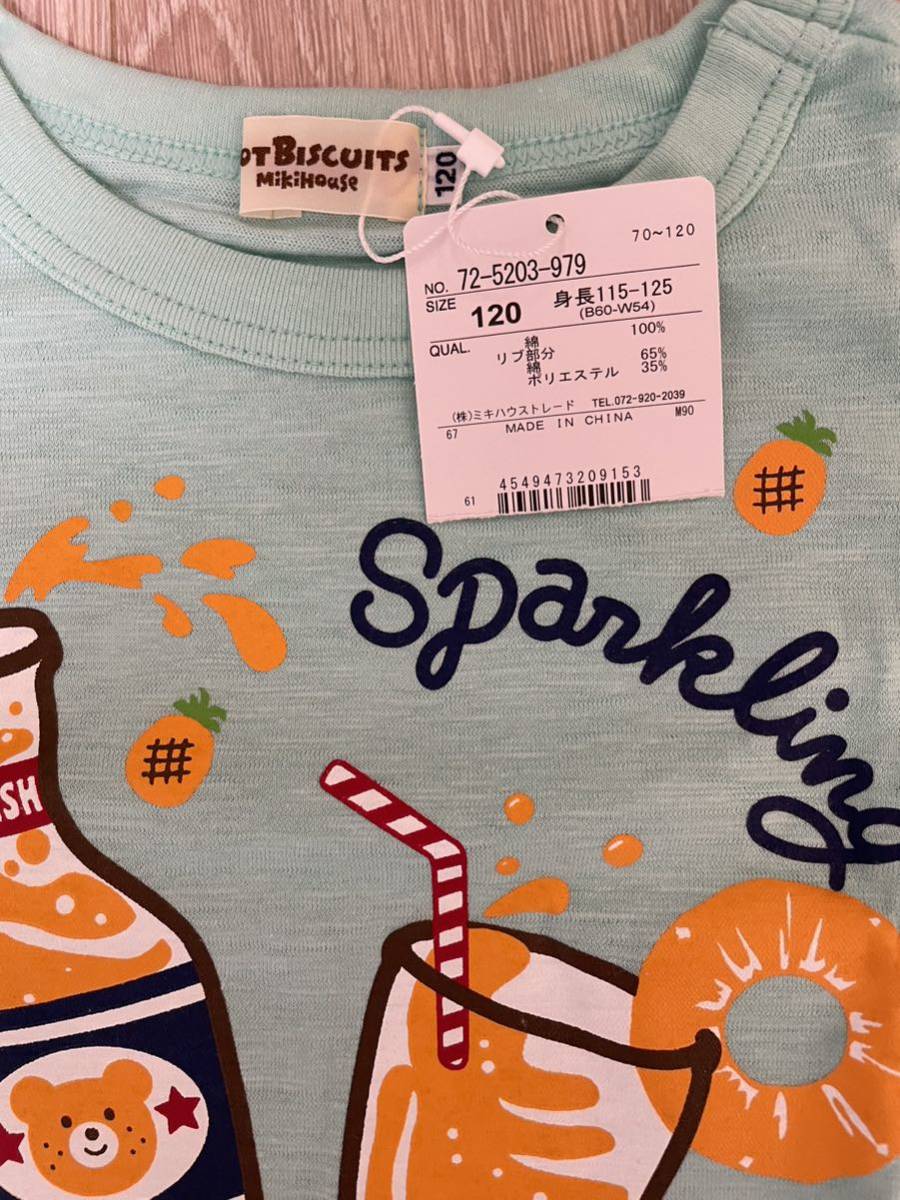 OT BISCUITS
MIKIHOUSE
120
70~120
NO. 72-5203-979
SIZE 120 身長115-125
(B60-W54)
QUAL. 綿 100%
リブ部分
綿 65%
ポリエステル 35%
(株)ミキハウストレード TEL.072-920-2039
67 MADE IN CHINA M90
61 4549473209153
Sparkling
SH